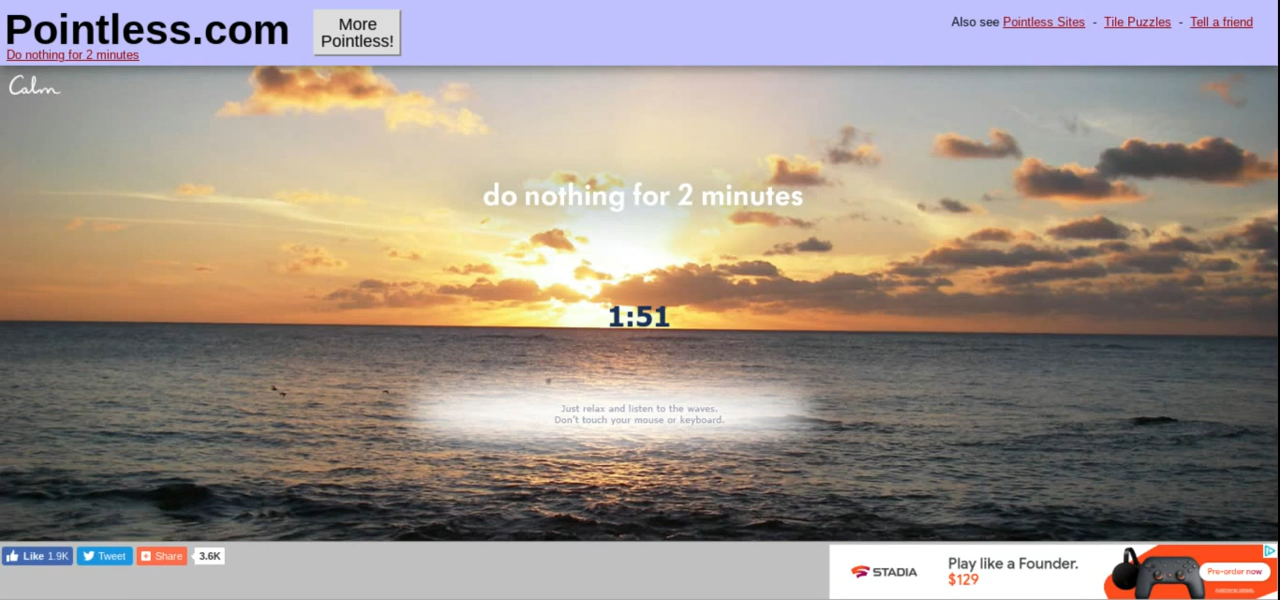 Pointless.com
Do nothing for 2 minutes
More
Pointless!
Also see Pointless Sites - Tile Puzzles - Tell a friend
Calm
do nothing for 2 minutes
1:51
Just relax and listen to the waves.
Don't touch your mouse or keyboard.
Like 1.9K
Tweet
Share
3.6K
STADIA
Play like a Founder.
$129
Pre-order now